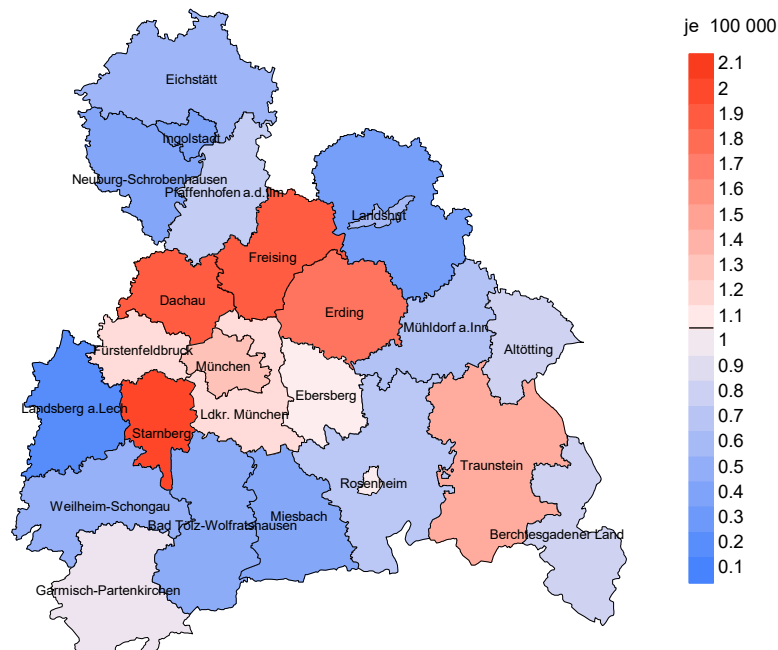 je 100 000
2.1
2
1.9
1.8
1.7
1.6
1.5
1.4
1.3
1.2
1.1
1
0.9
0.8
0.7
0.6
0.5
0.4
0.3
0.2
0.1
Eichstätt
Ingolstadt
Neuburg-Schrobenhausen
Pfaffenhofen a.d.Ilm
Landshut
Freising
Dachau
Erding
Mühldorf a.Inn
Altötting
Fürstenfeldbruck
München
Ebersberg
Landsberg a.Lech
Ldkr. München
Starnberg
Traunstein
Rosenheim
Weilheim-Schongau
Miesbach
Bad Tölz-Wolfratshausen
Berchtesgadener Land
Garmisch-Partenkirchen